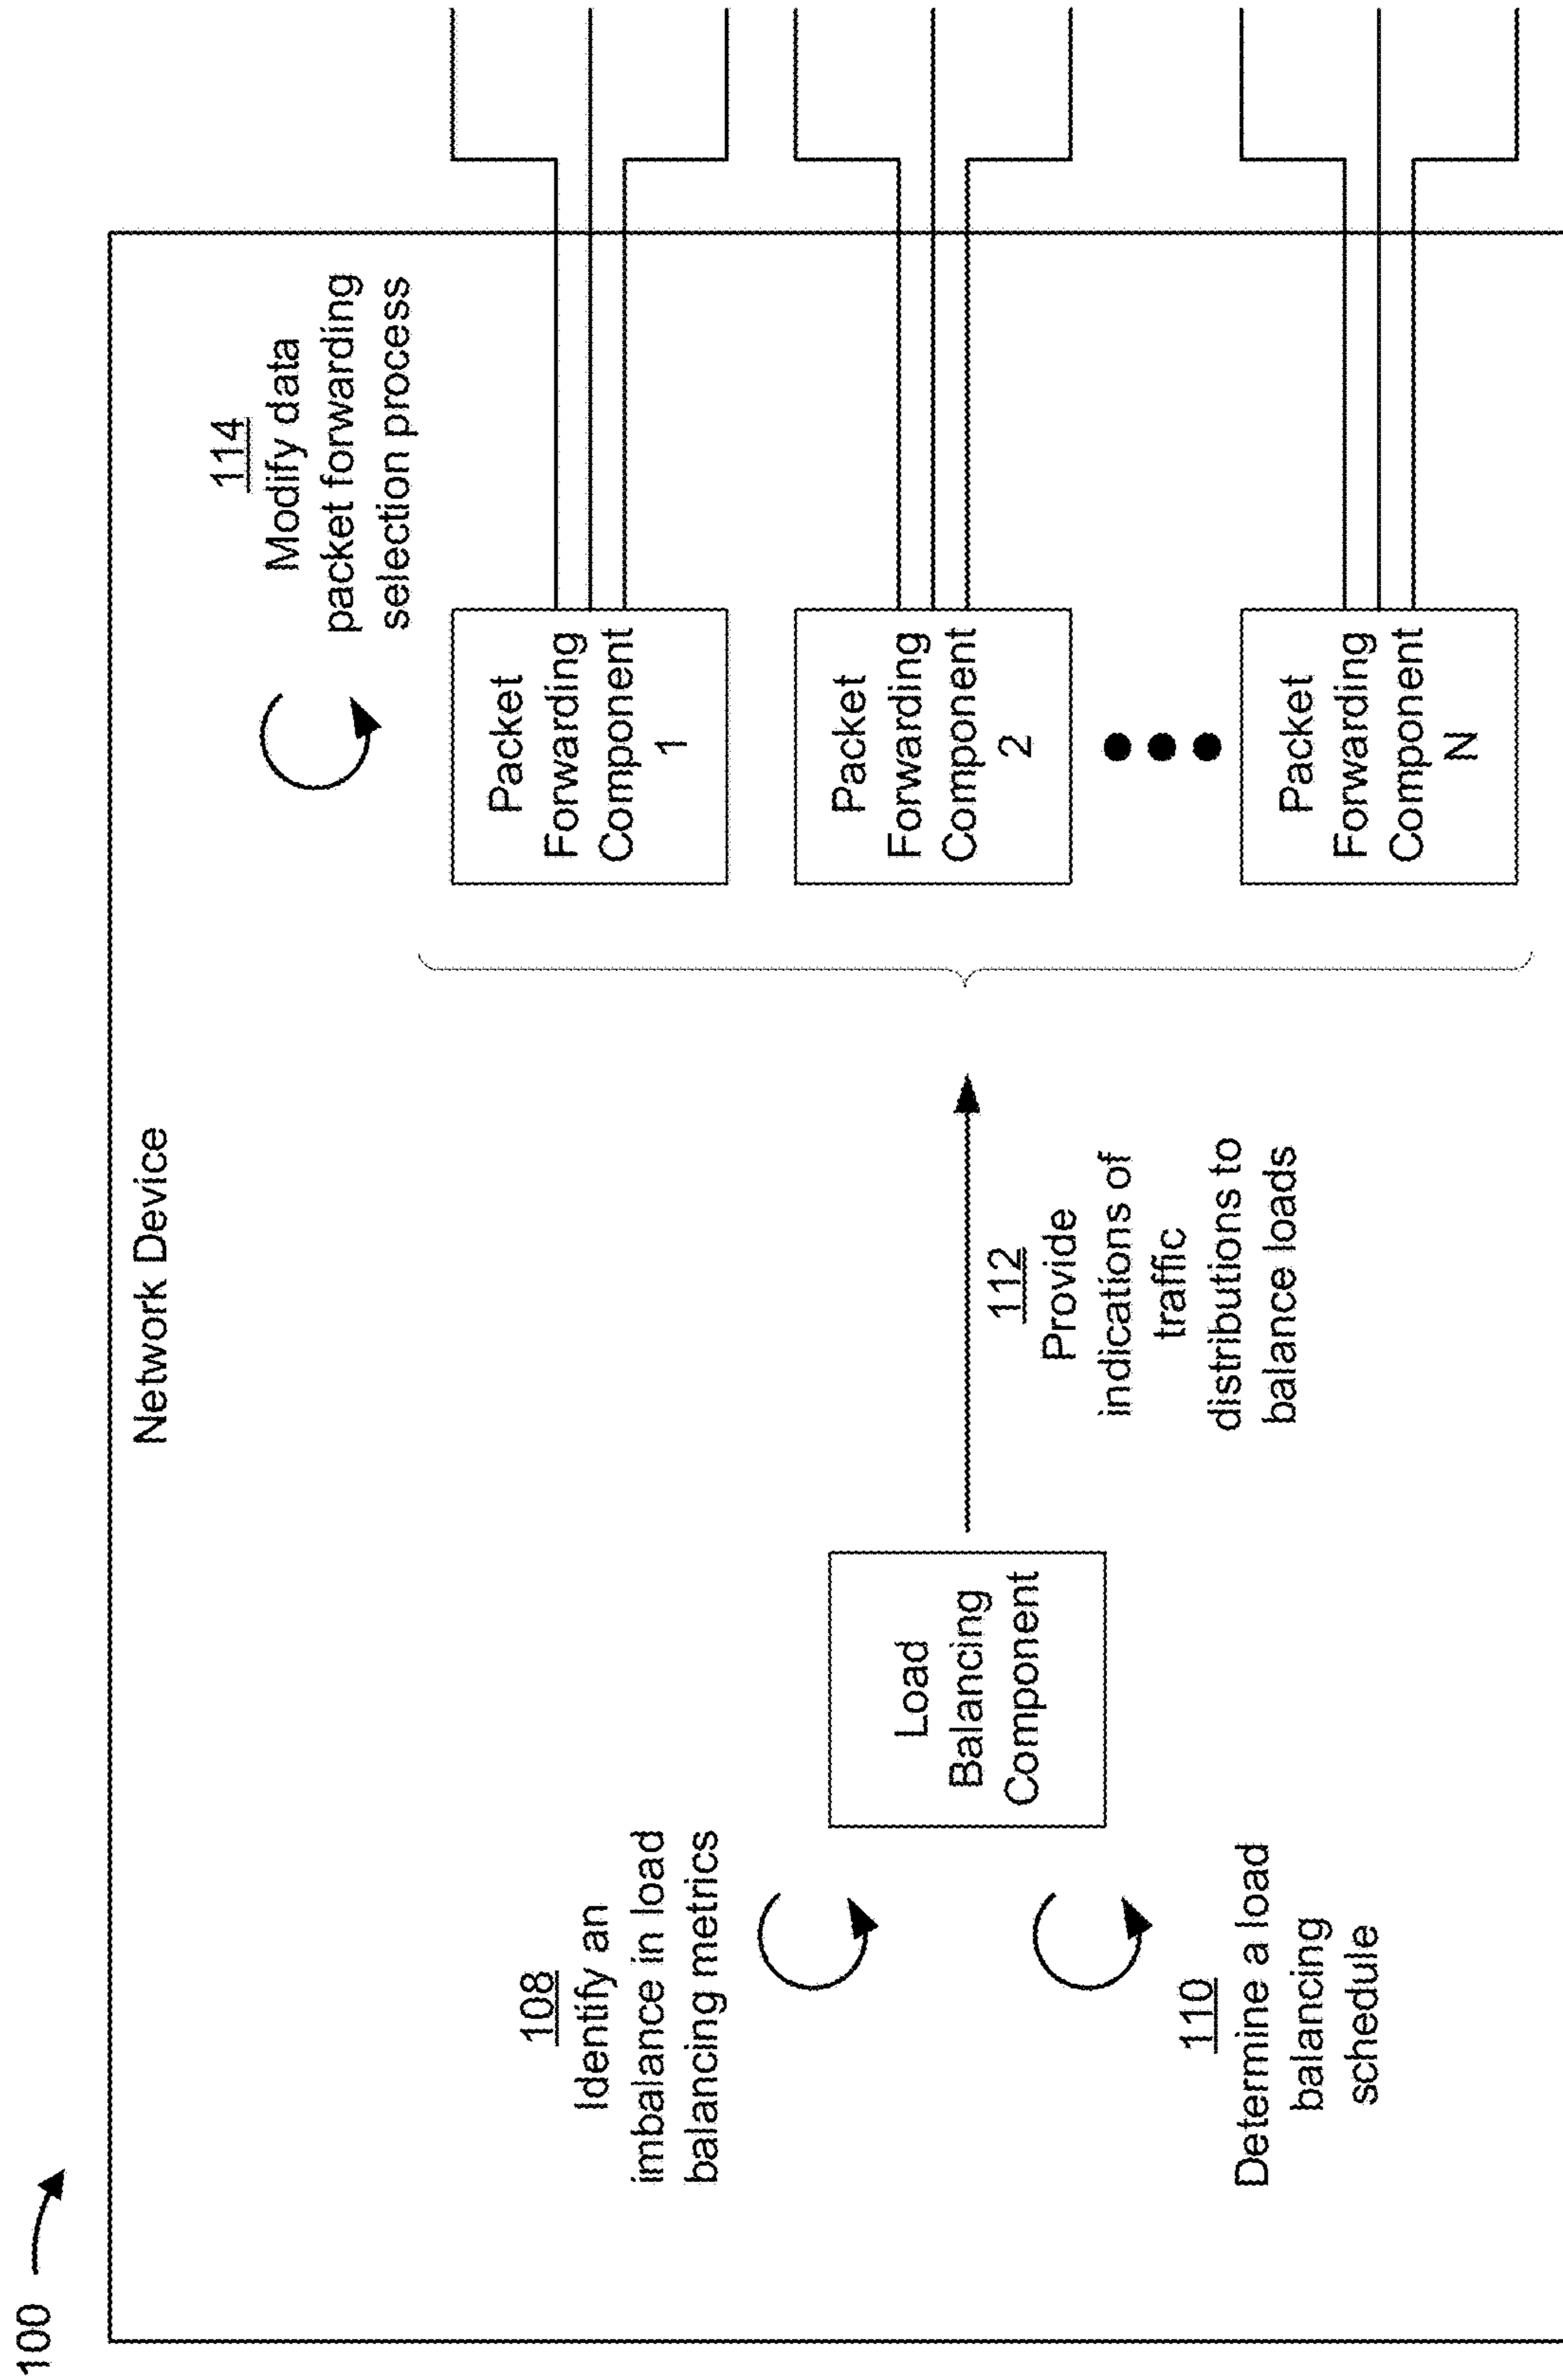 100
Network Device
108
Identify an
imbalance in load
balancing metrics
110
Determine a load
balancing
schedule
Load
Balancing
Component
112
Provide
indications of
traffic
distributions to
balance loads
114
Modify data
packet forwarding
selection process
Packet
Forwarding
Component
1
Packet
Forwarding
Component
2
Packet
Forwarding
Component
N